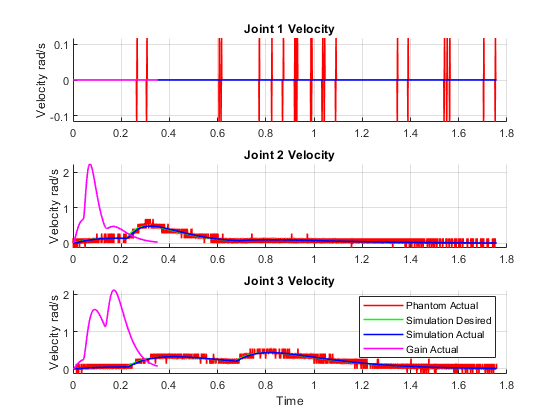 Joint 1 Velocity
Velocity rad/s
0.1
0
-0.1
0 0.2 0.4 0.6 0.8 1 1.2 1.4 1.6 1.8
Joint 2 Velocity
Velocity rad/s
2
1
0
0 0.2 0.4 0.6 0.8 1 1.2 1.4 1.6 1.8
Joint 3 Velocity
Velocity rad/s
2
1
0
Phantom Actual
Simulation Desired
Simulation Actual
Gain Actual
0 0.2 0.4 0.6 0.8 1 1.2 1.4 1.6 1.8
Time